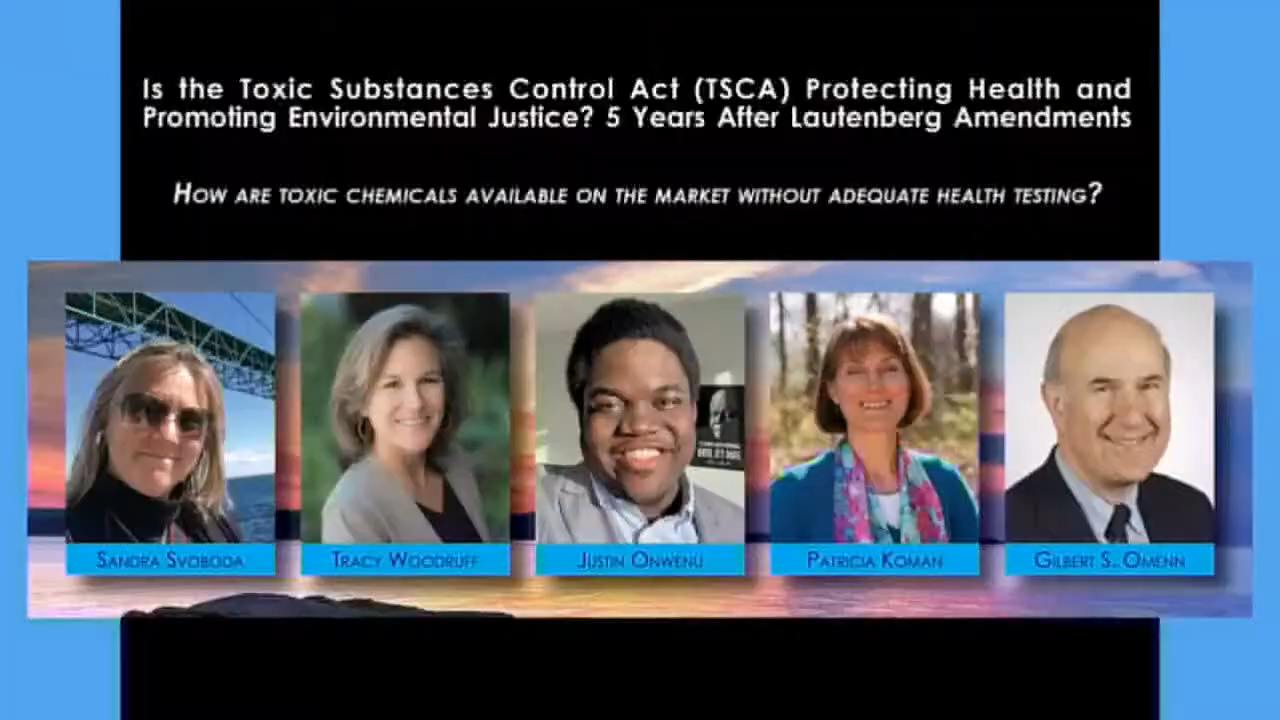 Is the Toxic Substances Control Act (TSCA) Protecting Health and
Promoting Environmental Justice? 5 Years After Lautenberg Amendments
How are toxic chemicals available on the market without adequate health testing?
Sandra Svoboda
Tracy Woodruff
Justin Onwenu
Patricia Koman
Gilbert S. Omenn